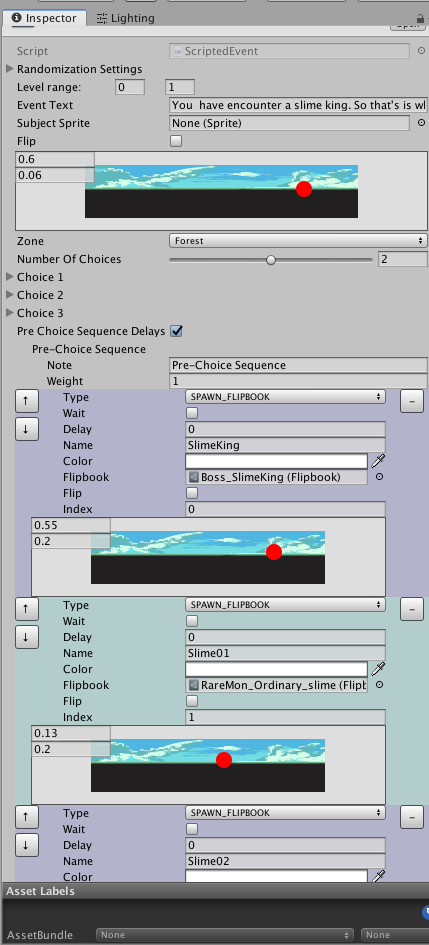 Inspector Lighting
Script ScriptedEvent
Randomization Settings
Level range: 0 1
Event Text You have encounter a slime king. So that's is wl
Subject Sprite None (Sprite)
Flip
0.6
0.06
Zone Forest
Number Of Choices 2
Choice 1
Choice 2
Choice 3
Pre Choice Sequence Delays
Pre-Choice Sequence
Note Pre-Choice Sequence
Weight 1
↑ Type SPAWN_FLIPBOOK -
Wait
↓ Delay 0
Name SlimeKing
Color
Flipbook Boss_SlimeKing (Flipbook)
Flip
Index 0
0.55
0.2
↑ Type SPAWN_FLIPBOOK -
Wait
↓ Delay 0
Name Slime01
Color
Flipbook RareMon_Ordinary_slime (Flipb
Flip
Index 1
0.13
0.2
↑ Type SPAWN_FLIPBOOK -
Wait
↓ Delay 0
Name Slime02
Color
Asset Labels
AssetBundle None None